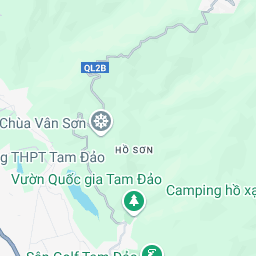 QL2B
Chùa Vân Sơn
g THPT Tam Đảo
HỒ SƠN
Vườn Quốc gia Tam Đảo
Camping hồ xạ
Sân Golf Tam Đảo